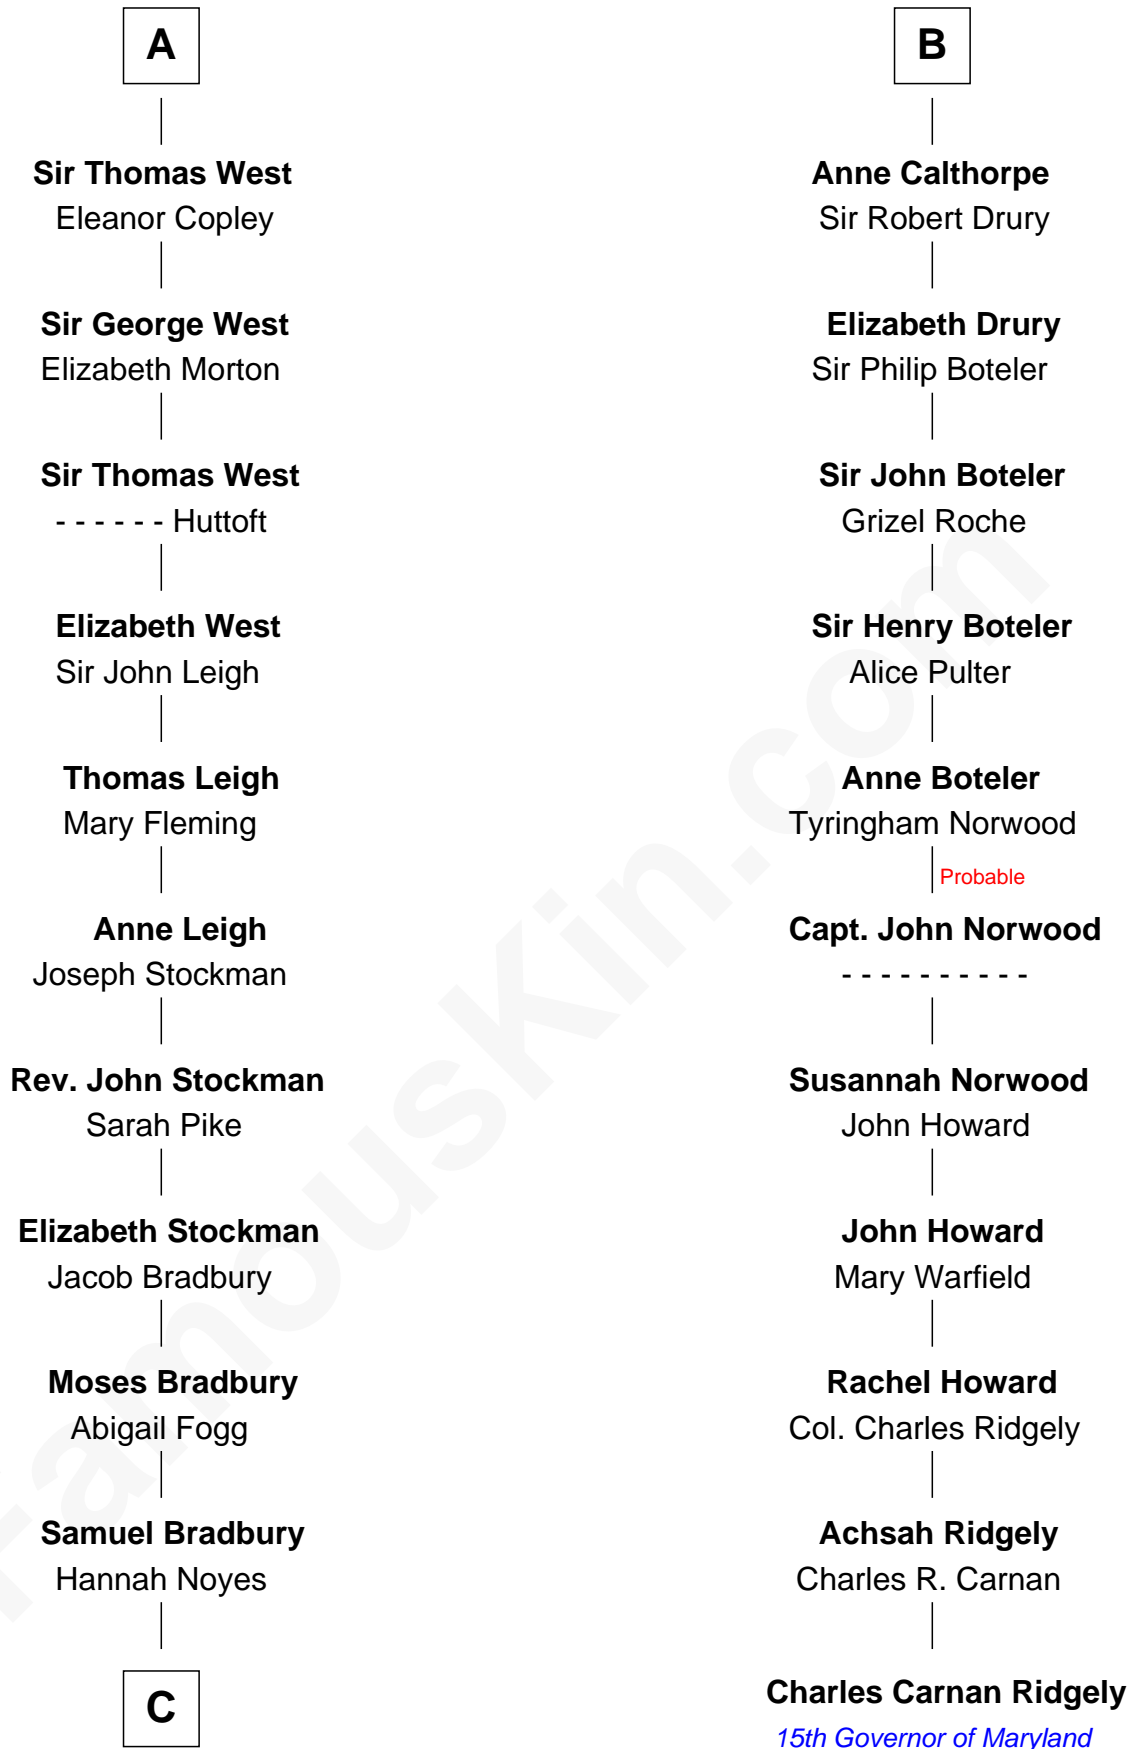 A
Sir Thomas West
Eleanor Copley
Sir George West
Elizabeth Morton
Sir Thomas West
- - - - - - Huttoft
Elizabeth West
Sir John Leigh
Thomas Leigh
Mary Fleming
Anne Leigh
Joseph Stockman
Rev. John Stockman
Sarah Pike
Elizabeth Stockman
Jacob Bradbury
Moses Bradbury
Abigail Fogg
Samuel Bradbury
Hannah Noyes
C
B
Anne Calthorpe
Sir Robert Drury
Elizabeth Drury
Sir Philip Boteler
Sir John Boteler
Grizel Roche
Sir Henry Boteler
Alice Pulter
Anne Boteler
Tyringham Norwood
Probable
Capt. John Norwood
- - - - - - - - - -
Susannah Norwood
John Howard
John Howard
Mary Warfield
Rachel Howard
Col. Charles Ridgely
Achsah Ridgely
Charles R. Carnan
Charles Carnan Ridgely
15th Governor of Maryland
FamousKin.com